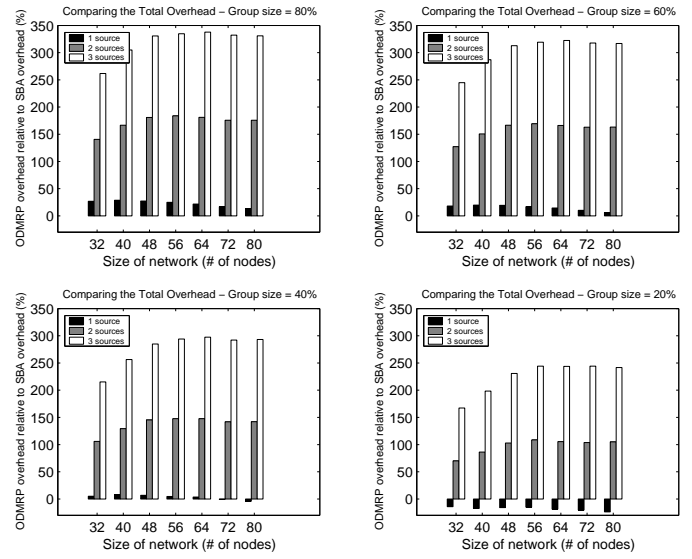 Comparing the Total Overhead – Group size = 80%
ODMRP overhead relative to SBA overhead (%)
350
300
250
200
150
100
50
0
1 source
2 sources
3 sources
32 40 48 56 64 72 80
Size of network (# of nodes)
Comparing the Total Overhead – Group size = 60%
ODMRP overhead relative to SBA overhead (%)
350
300
250
200
150
100
50
0
1 source
2 sources
3 sources
32 40 48 56 64 72 80
Size of network (# of nodes)
Comparing the Total Overhead – Group size = 40%
ODMRP overhead relative to SBA overhead (%)
350
300
250
200
150
100
50
0
1 source
2 sources
3 sources
32 40 48 56 64 72 80
Size of network (# of nodes)
Comparing the Total Overhead – Group size = 20%
ODMRP overhead relative to SBA overhead (%)
350
300
250
200
150
100
50
0
1 source
2 sources
3 sources
32 40 48 56 64 72 80
Size of network (# of nodes)